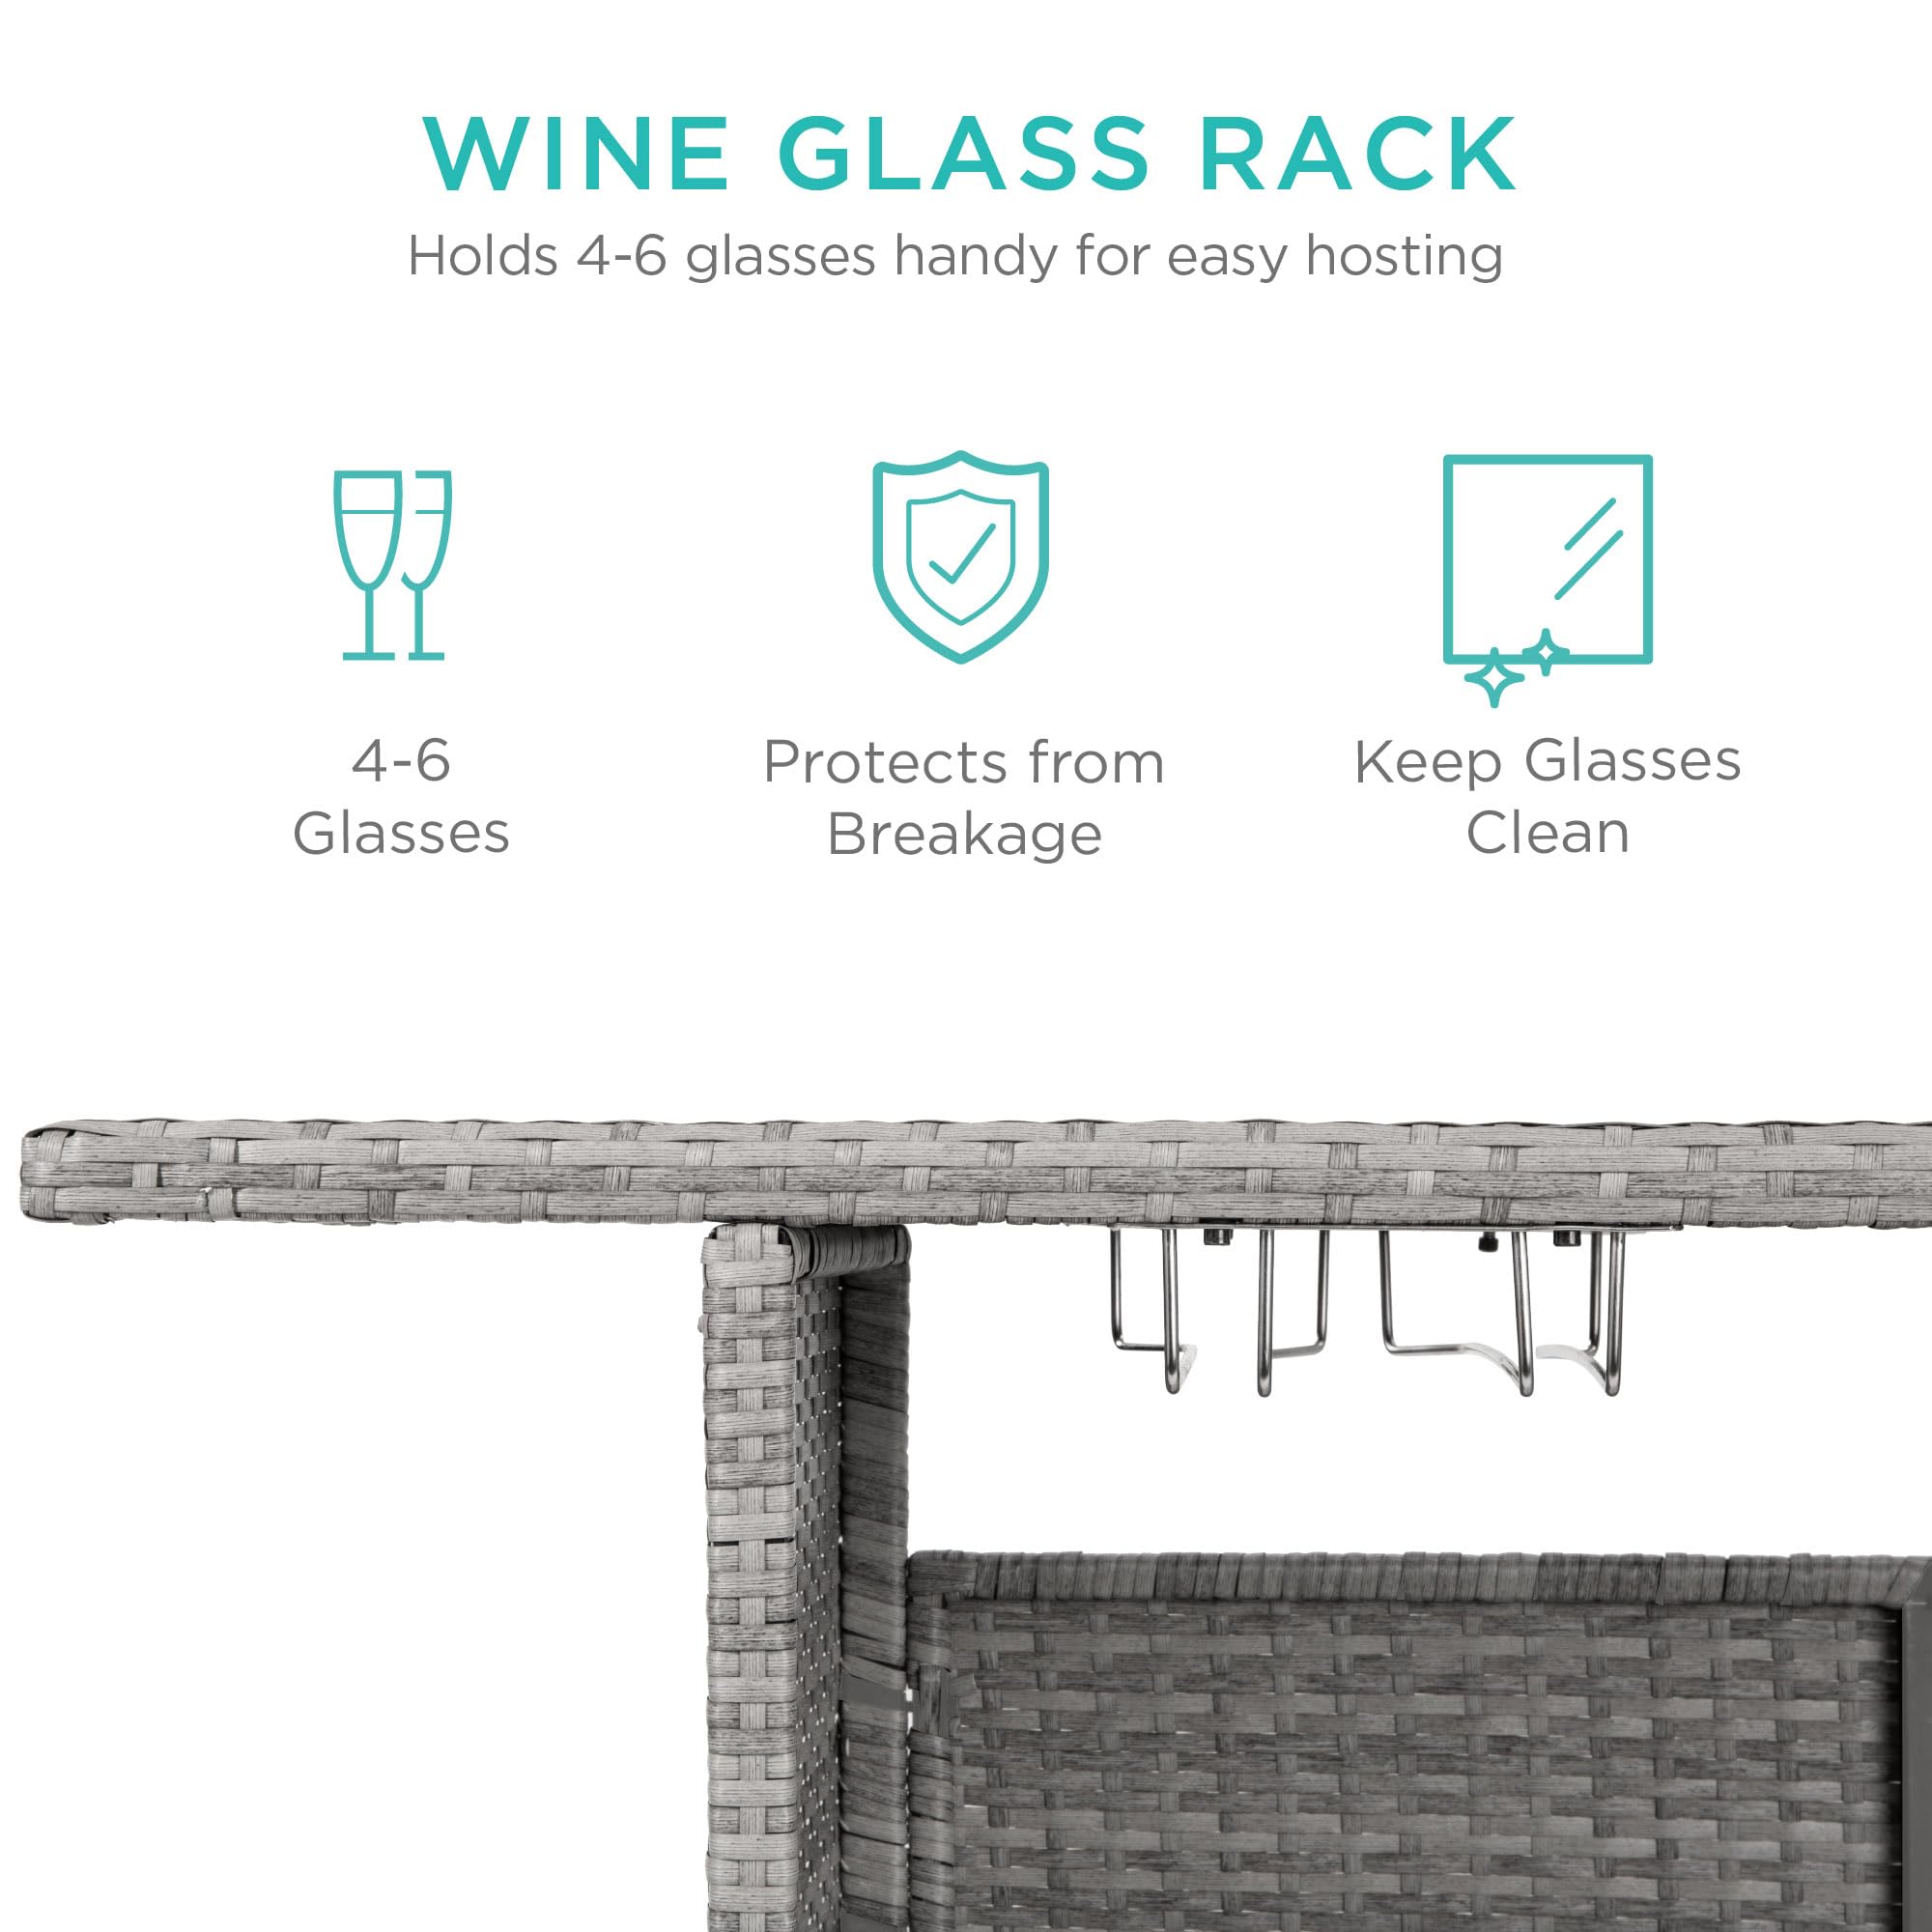 WINE GLASS RACK
Holds 4-6 glasses handy for easy hosting
4-6
Glasses
Protects from
Breakage
Keep Glasses
Clean